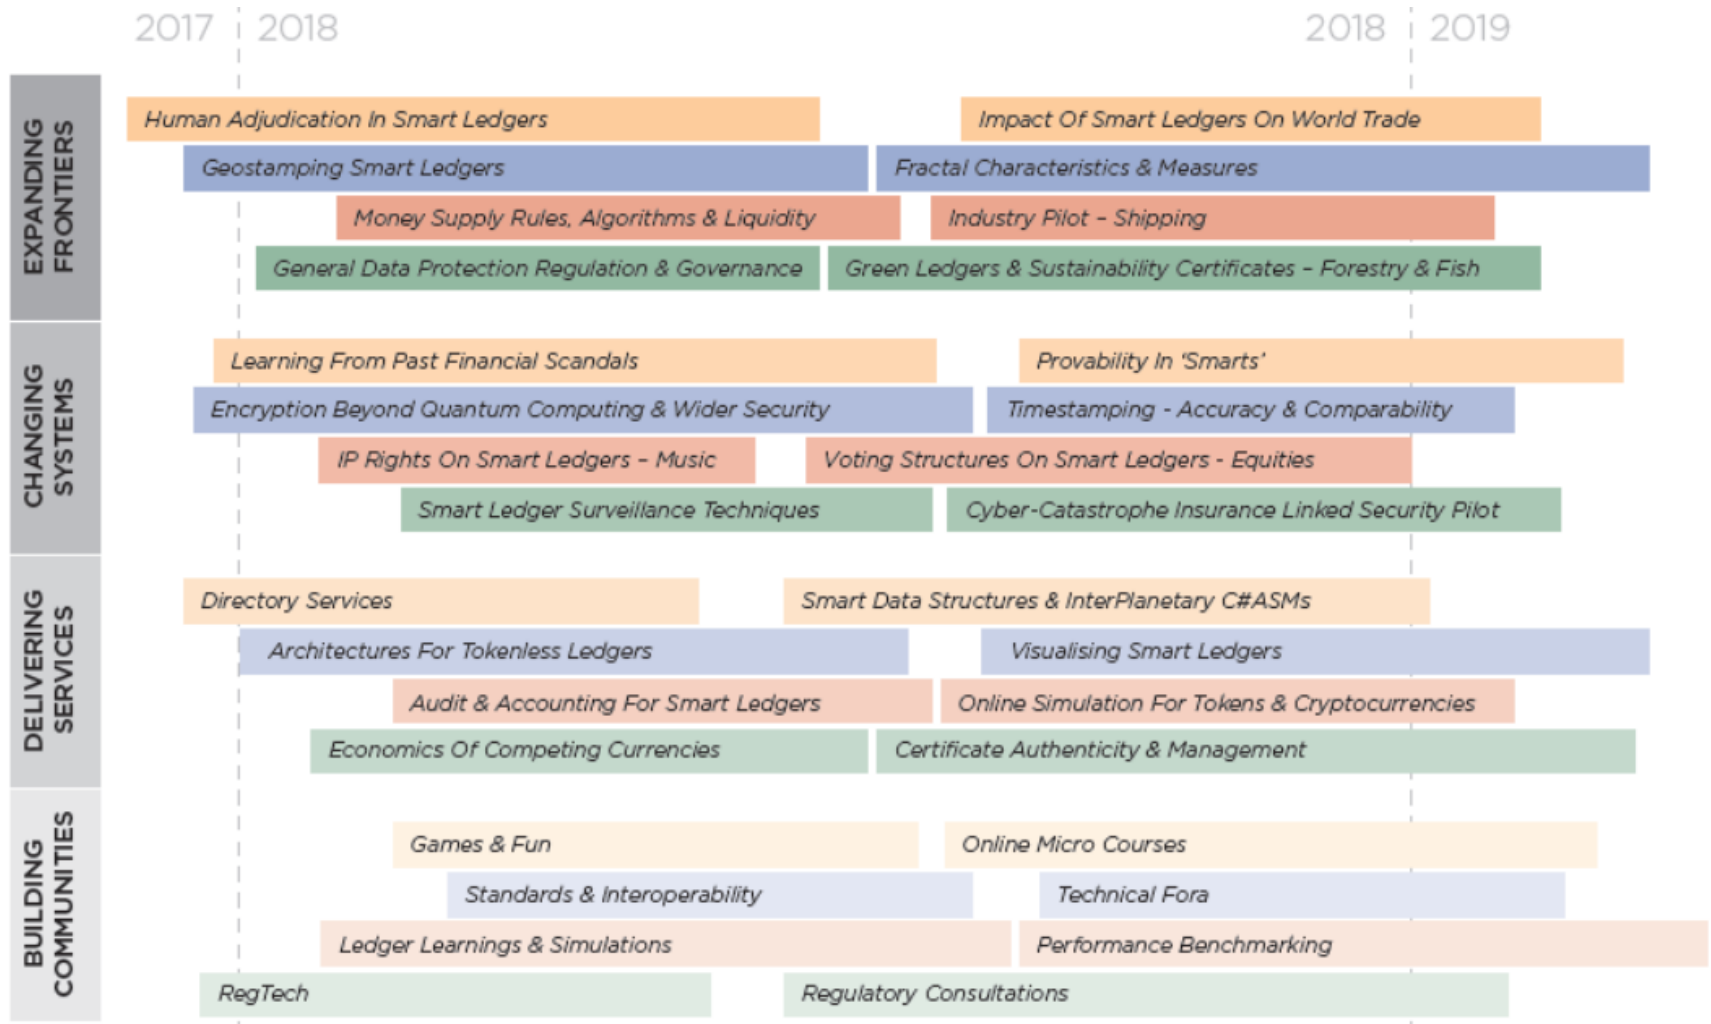 2017 2018 2018 2019
EXPANDING
FRONTIERS
Human Adjudication In Smart Ledgers Impact Of Smart Ledgers On World Trade
Geostamping Smart Ledgers Fractal Characteristics & Measures
Money Supply Rules, Algorithms & Liquidity Industry Pilot – Shipping
General Data Protection Regulation & Governance Green Ledgers & Sustainability Certificates – Forestry & Fish
CHANGING
SYSTEMS
Learning From Past Financial Scandals Provability In ‘Smarts’
Encryption Beyond Quantum Computing & Wider Security Timestamping - Accuracy & Comparability
IP Rights On Smart Ledgers – Music Voting Structures On Smart Ledgers - Equities
Smart Ledger Surveillance Techniques Cyber-Catastrophe Insurance Linked Security Pilot
DELIVERING
SERVICES
Directory Services Smart Data Structures & InterPlanetary C#ASMs
Architectures For Tokenless Ledgers Visualising Smart Ledgers
Audit & Accounting For Smart Ledgers Online Simulation For Tokens & Cryptocurrencies
Economics Of Competing Currencies Certificate Authenticity & Management
BUILDING
COMMUNITIES
Games & Fun Online Micro Courses
Standards & Interoperability Technical Fora
Ledger Learnings & Simulations Performance Benchmarking
RegTech Regulatory Consultations